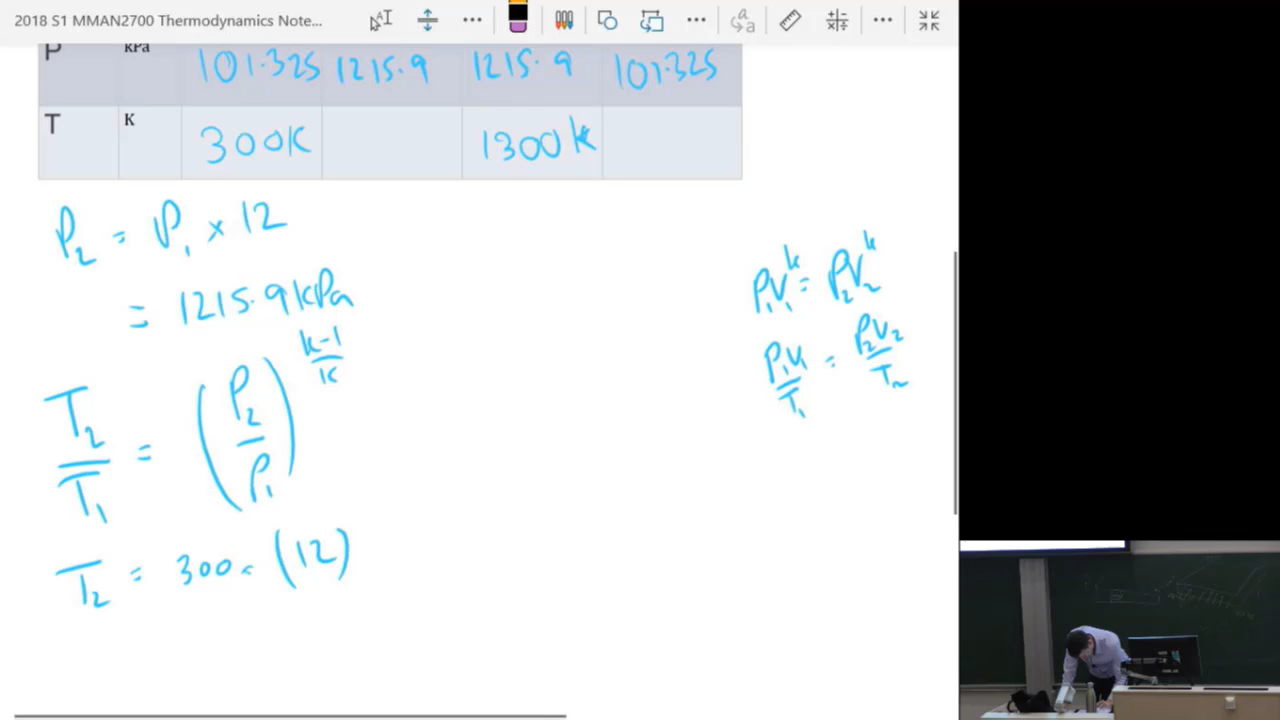 2018 S1 MMAN2700 Thermodynamics Note...
P kPa 101.325 1215.9 1215.9 101.325
T K 300K 1300k
P₂ = P₁ × 12
= 1215.9kPa
T₂/T₁ = (P₂/P₁)^((k-1)/k)
T₂ = 300 × (12)
P₁V₁^k = P₂V₂^k
P₁V₁/T₁ = P₂V₂/T₂